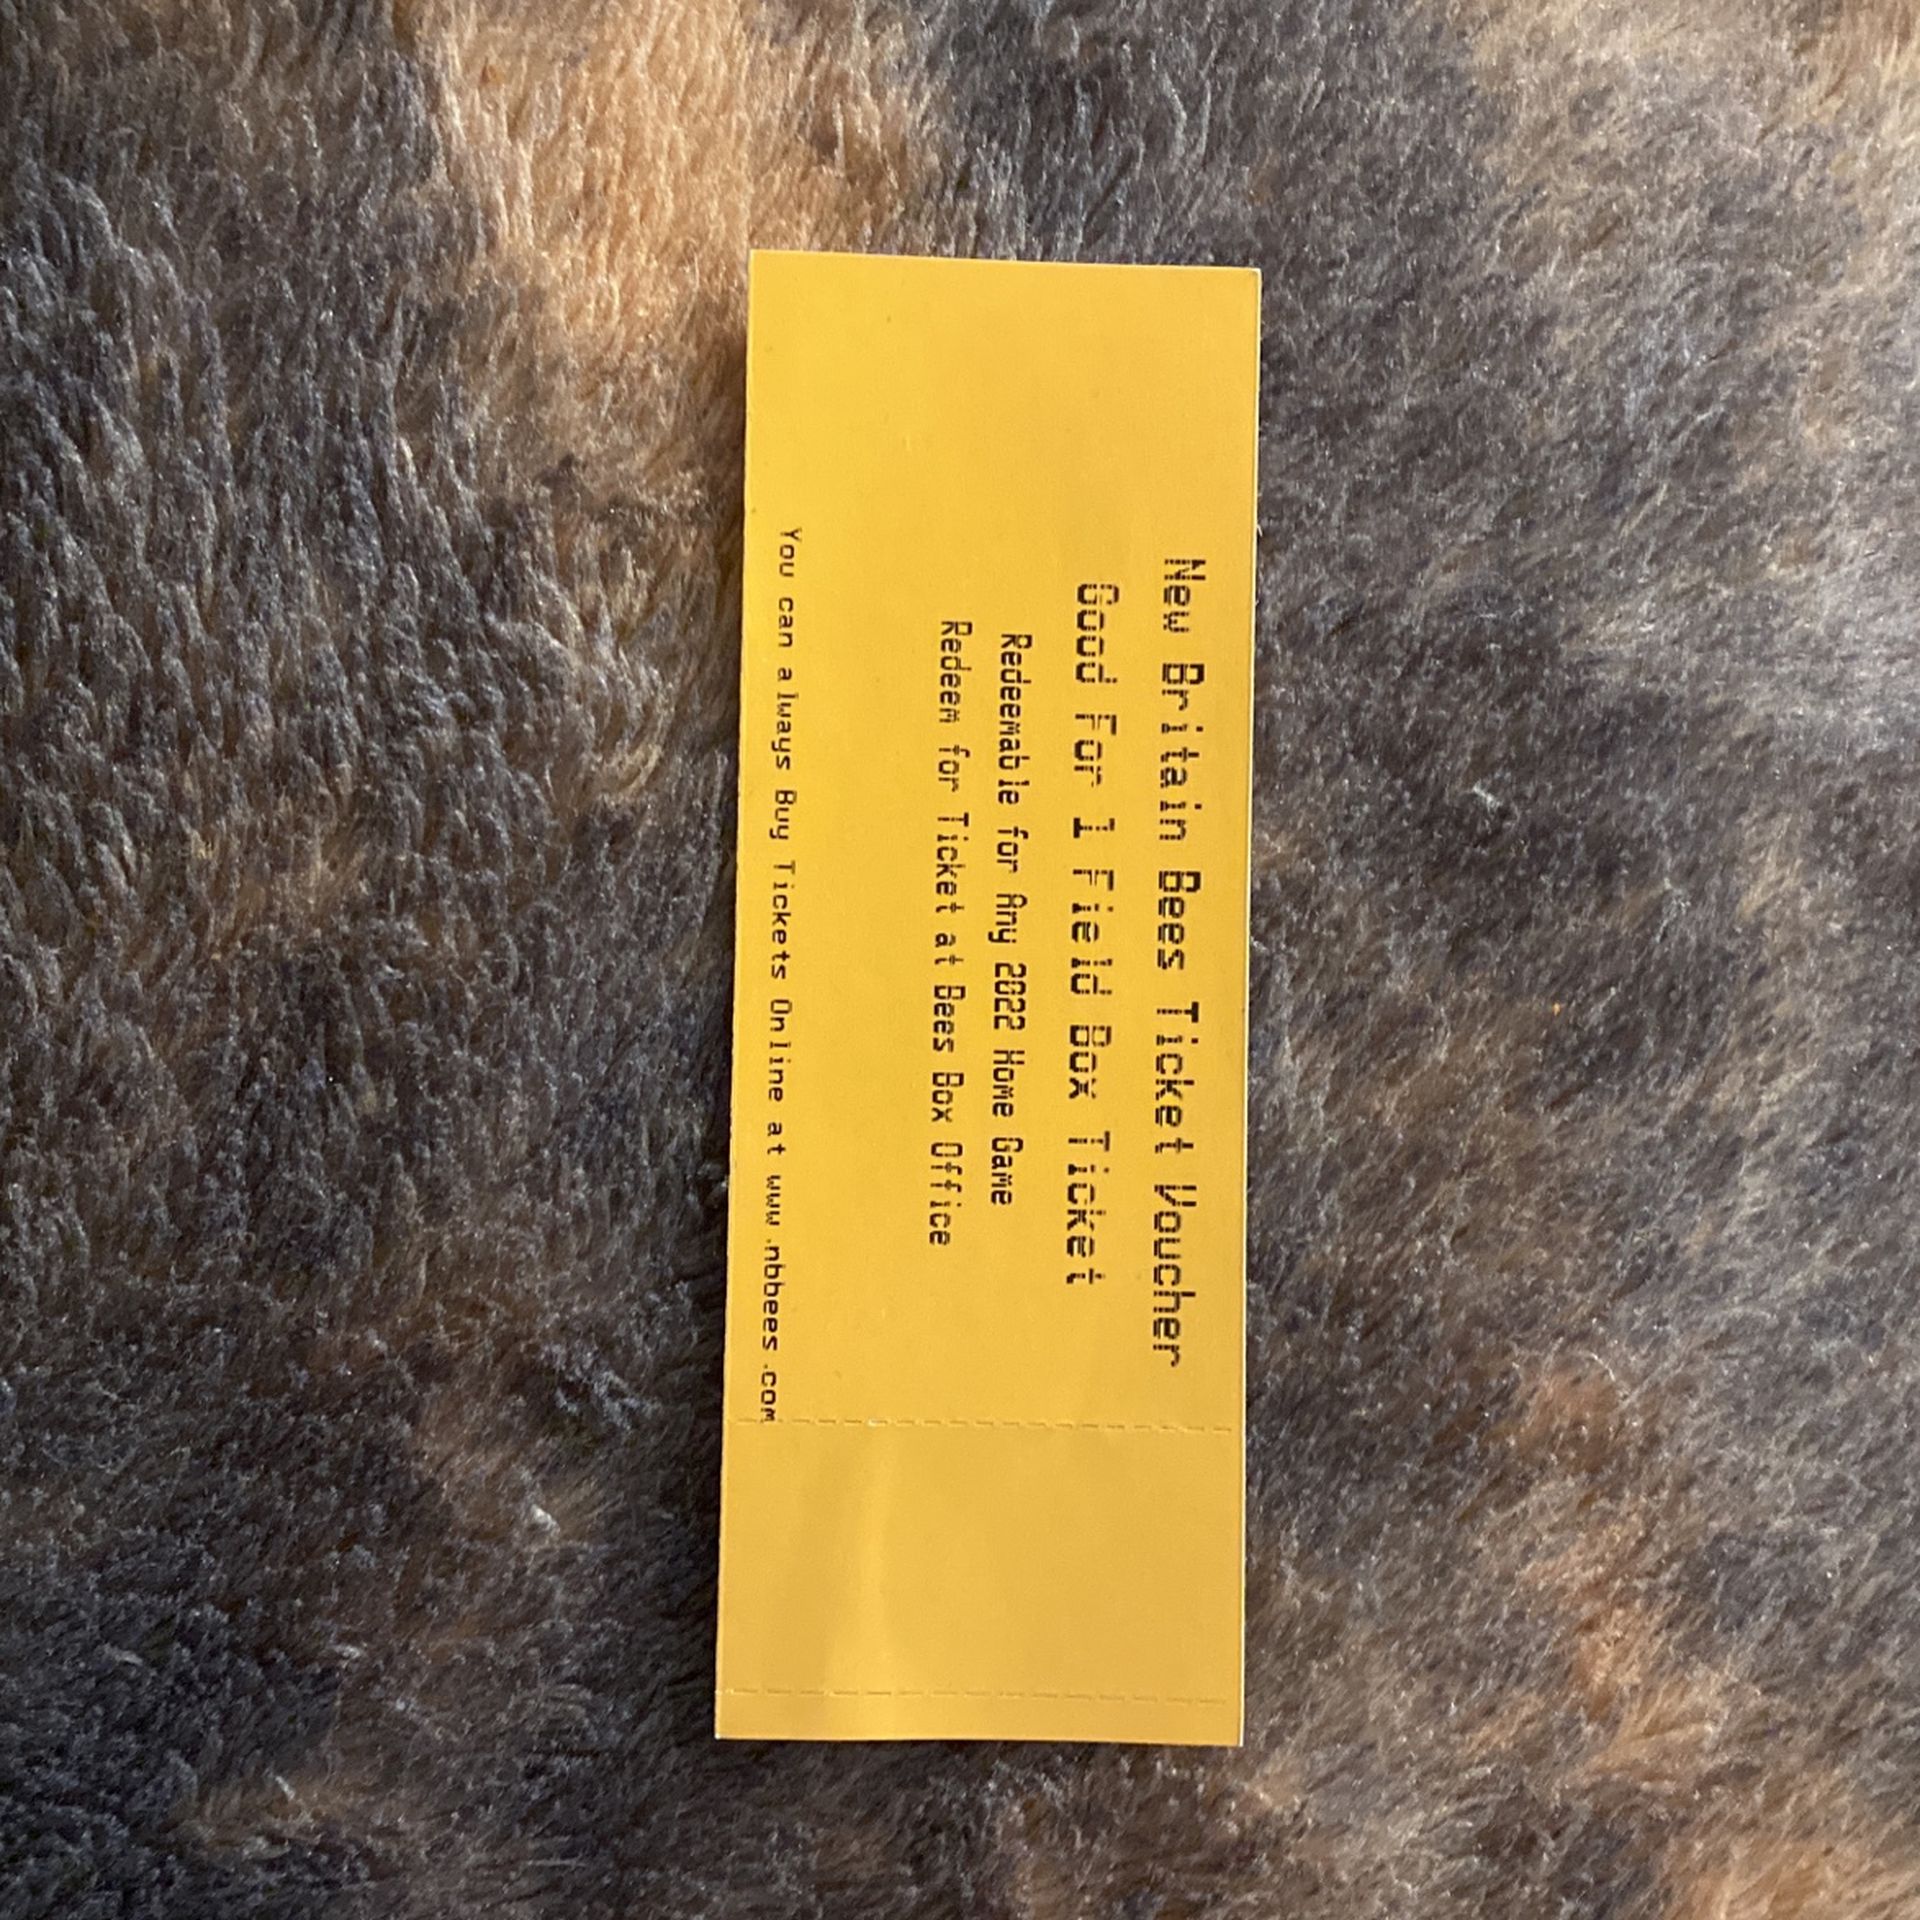 New Britain Bees Ticket Voucher
Good For 1 Field Box Ticket
Redeemable for Any 2022 Home Game
Redeem for Ticket at Bees Box Office
You can always Buy Tickets Online at www.nbbees.com